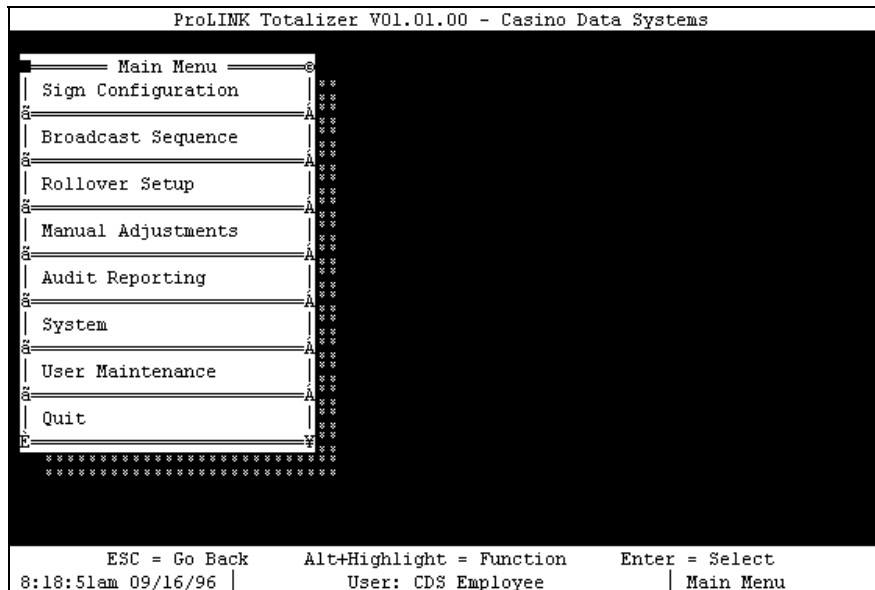 ProLINK Totalizer V01.01.00 - Casino Data Systems
Main Menu
Sign Configuration
Broadcast Sequence
Rollover Setup
Manual Adjustments
Audit Reporting
System
User Maintenance
Quit
ESC = Go Back Alt+Highlight = Function Enter = Select
8:18:51am 09/16/96 | User: CDS Employee | Main Menu